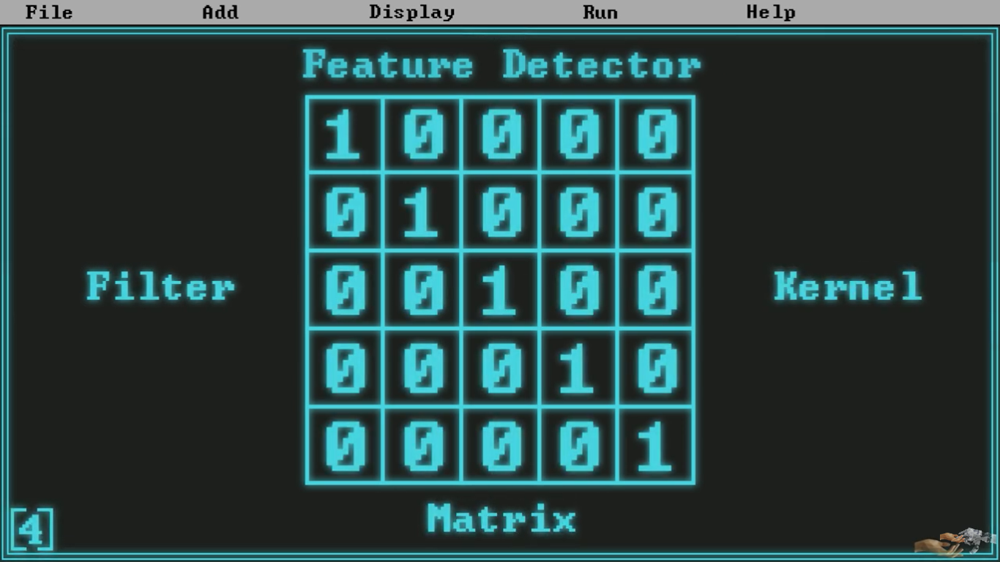 File Add Display Run Help
Feature Detector
1 0 0 0 0
0 1 0 0 0
Filter
0 0 1 0 0
Kernel
0 0 0 1 0
0 0 0 0 1
Matrix
[4]